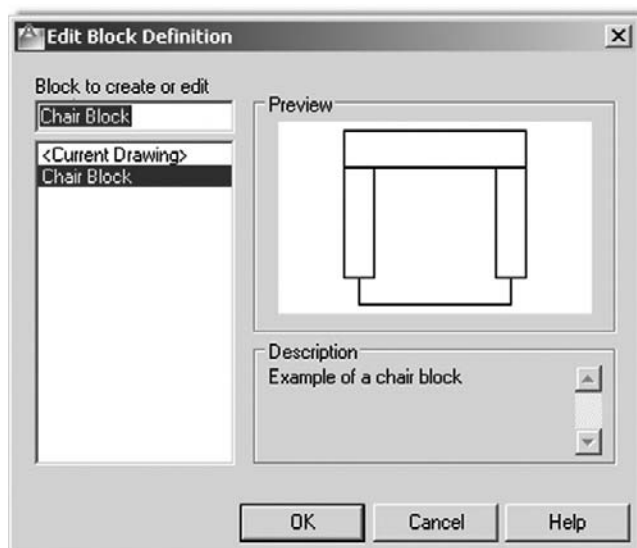 Edit Block Definition
Block to create or edit
Chair Block
<Current Drawing>
Chair Block
Preview
Description
Example of a chair block
OK
Cancel
Help